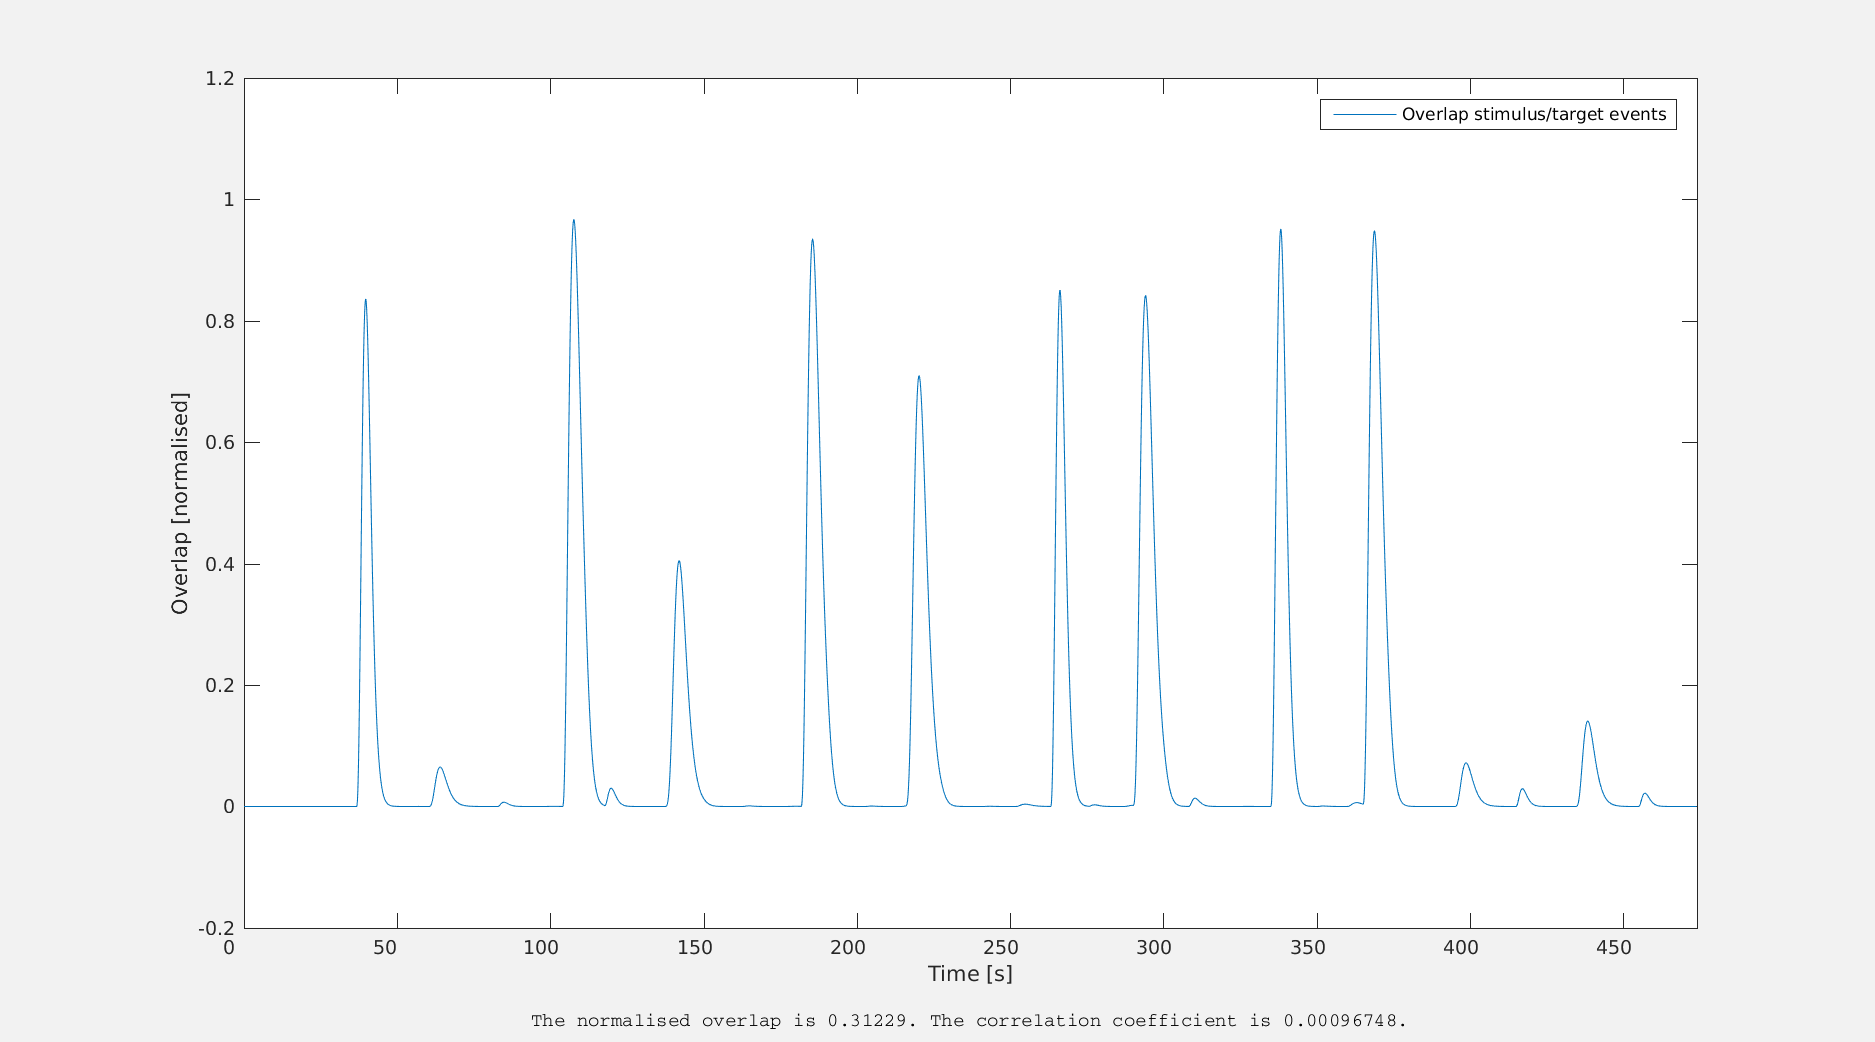 1.2
Overlap stimulus/target events
1
0.8
0.6
Overlap [normalised]
0.4
0.2
0
-0.2
0 50 100 150 200 250 300 350 400 450
Time [s]
The normalised overlap is 0.31229. The correlation coefficient is 0.00096748.